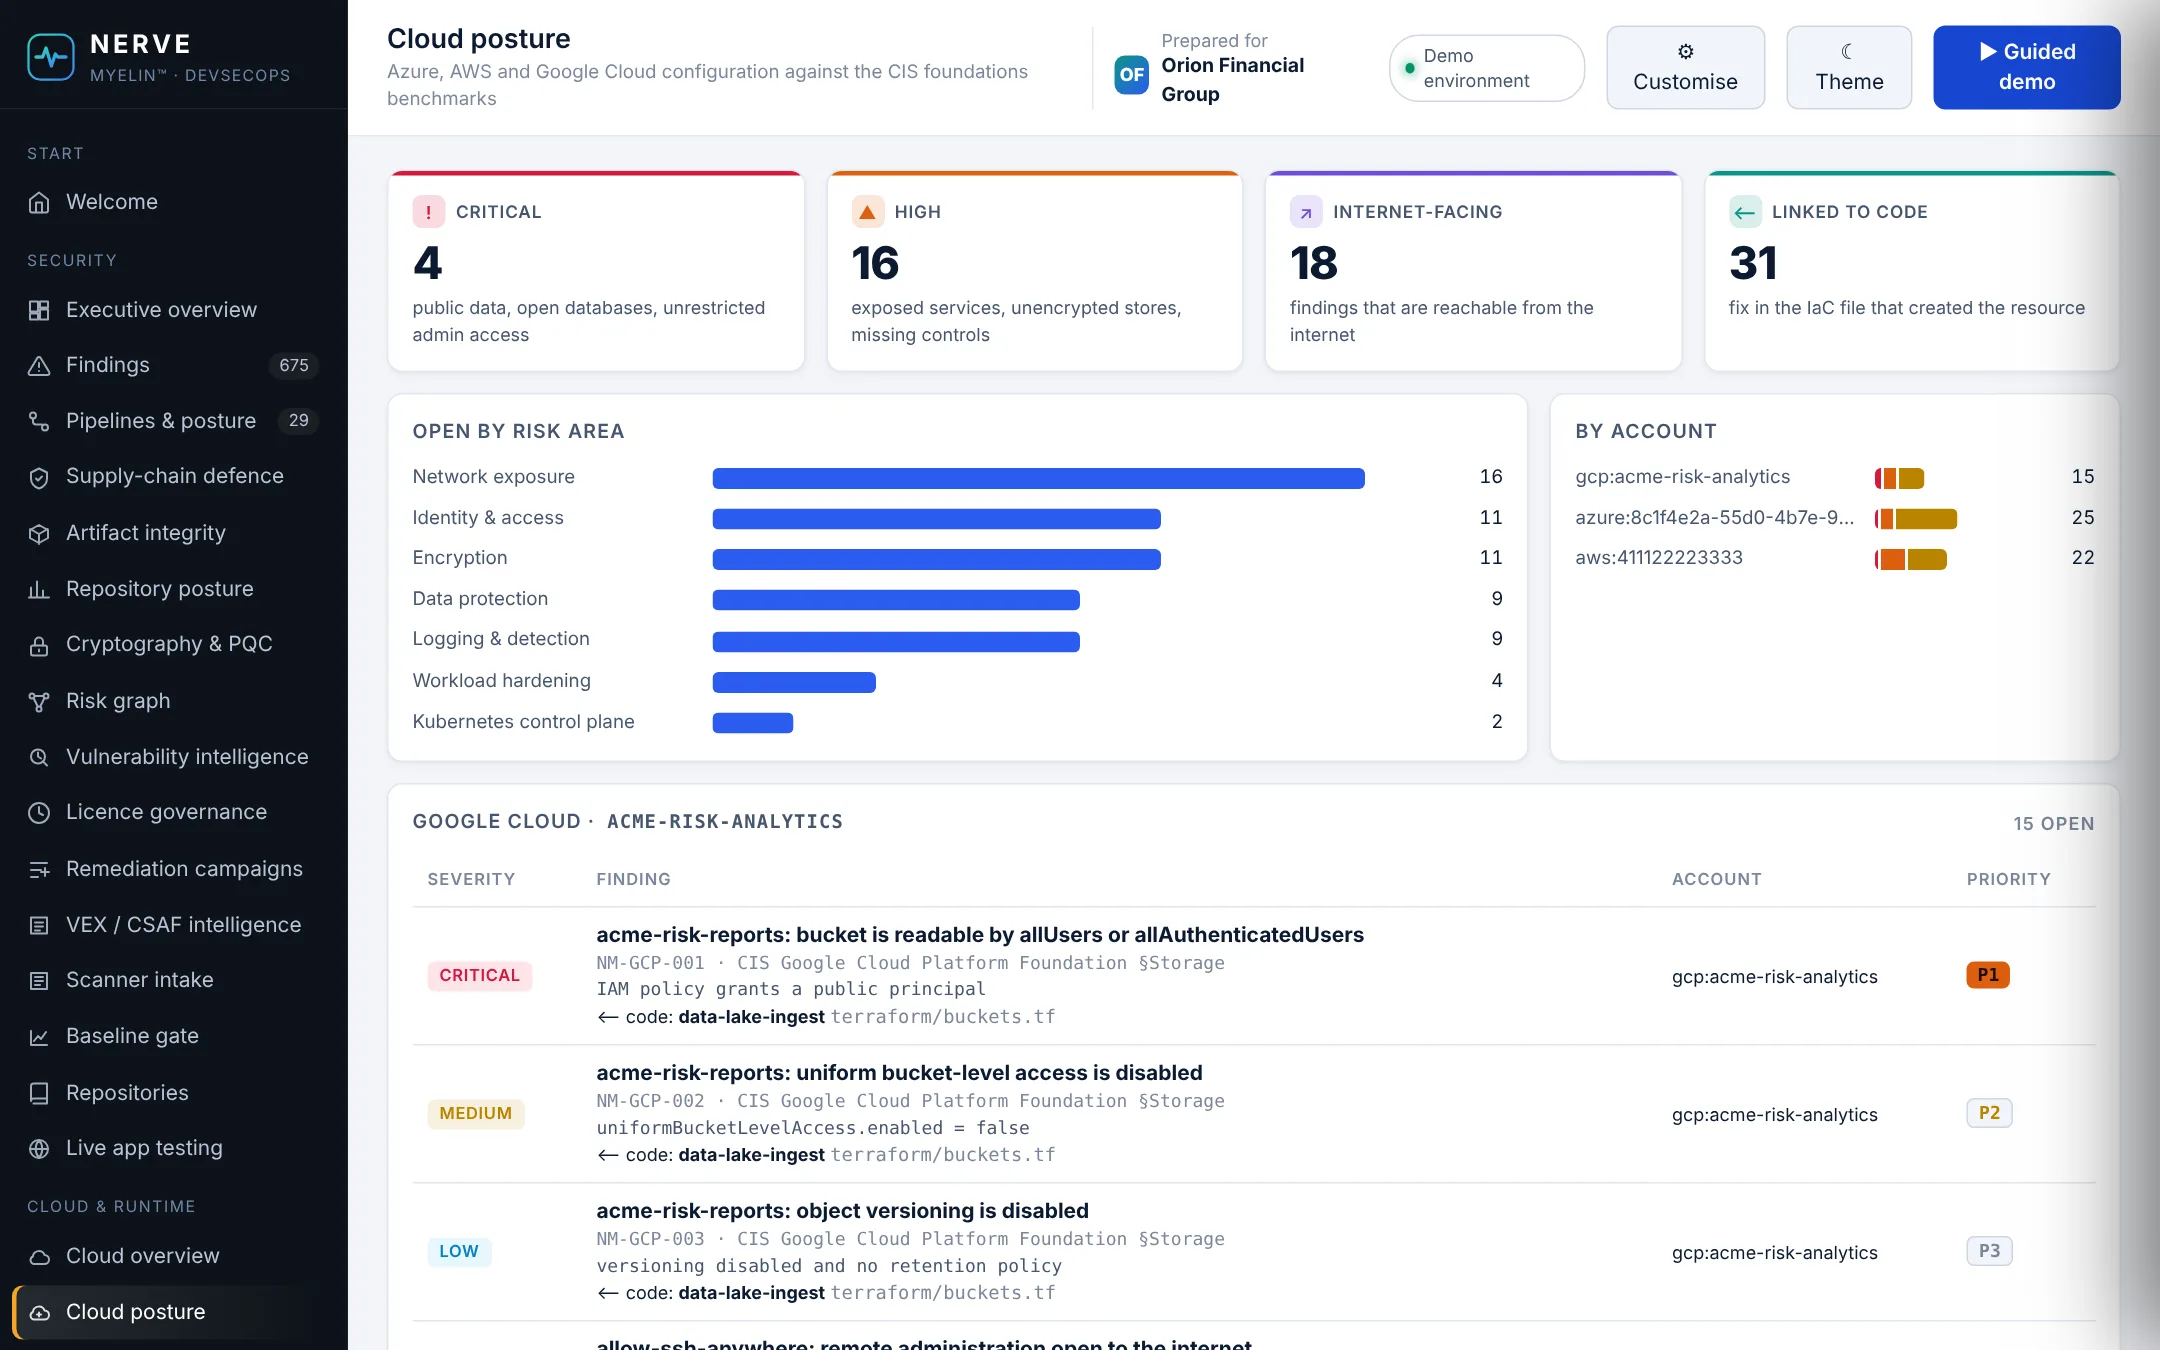 NERVE
MYELIN™ · DEVSECOPS
START
Welcome
SECURITY
Executive overview
Findings 675
Pipelines & posture 29
Supply-chain defence
Artifact integrity
Repository posture
Cryptography & PQC
Risk graph
Vulnerability intelligence
Licence governance
Remediation campaigns
VEX / CSAF intelligence
Scanner intake
Baseline gate
Repositories
Live app testing
CLOUD & RUNTIME
Cloud overview
Cloud posture
Cloud posture
Azure, AWS and Google Cloud configuration against the CIS foundations
benchmarks
OF
Prepared for
Orion Financial
Group
Demo
environment
Customise
Theme
Guided
demo
! CRITICAL
4
public data, open databases, unrestricted
admin access
HIGH
16
exposed services, unencrypted stores,
missing controls
INTERNET-FACING
18
findings that are reachable from the
internet
LINKED TO CODE
31
fix in the IaC file that created the resource
OPEN BY RISK AREA
Network exposure 16
Identity & access 11
Encryption 11
Data protection 9
Logging & detection 9
Workload hardening 4
Kubernetes control plane 2
BY ACCOUNT
gcp:acme-risk-analytics 15
azure:8c1f4e2a-55d0-4b7e-9... 25
aws:411122223333 22
GOOGLE CLOUD · ACME-RISK-ANALYTICS
15 OPEN
SEVERITY FINDING ACCOUNT PRIORITY
CRITICAL
acme-risk-reports: bucket is readable by allUsers or allAuthenticatedUsers
NM-GCP-001 · CIS Google Cloud Platform Foundation §Storage
IAM policy grants a public principal
← code: data-lake-ingest terraform/buckets.tf
gcp:acme-risk-analytics
P1
MEDIUM
acme-risk-reports: uniform bucket-level access is disabled
NM-GCP-002 · CIS Google Cloud Platform Foundation §Storage
uniformBucketLevelAccess.enabled = false
← code: data-lake-ingest terraform/buckets.tf
gcp:acme-risk-analytics
P2
LOW
acme-risk-reports: object versioning is disabled
NM-GCP-003 · CIS Google Cloud Platform Foundation §Storage
versioning disabled and no retention policy
← code: data-lake-ingest terraform/buckets.tf
gcp:acme-risk-analytics
P3
allow-ssh-anywhere: remote administration open to the internet